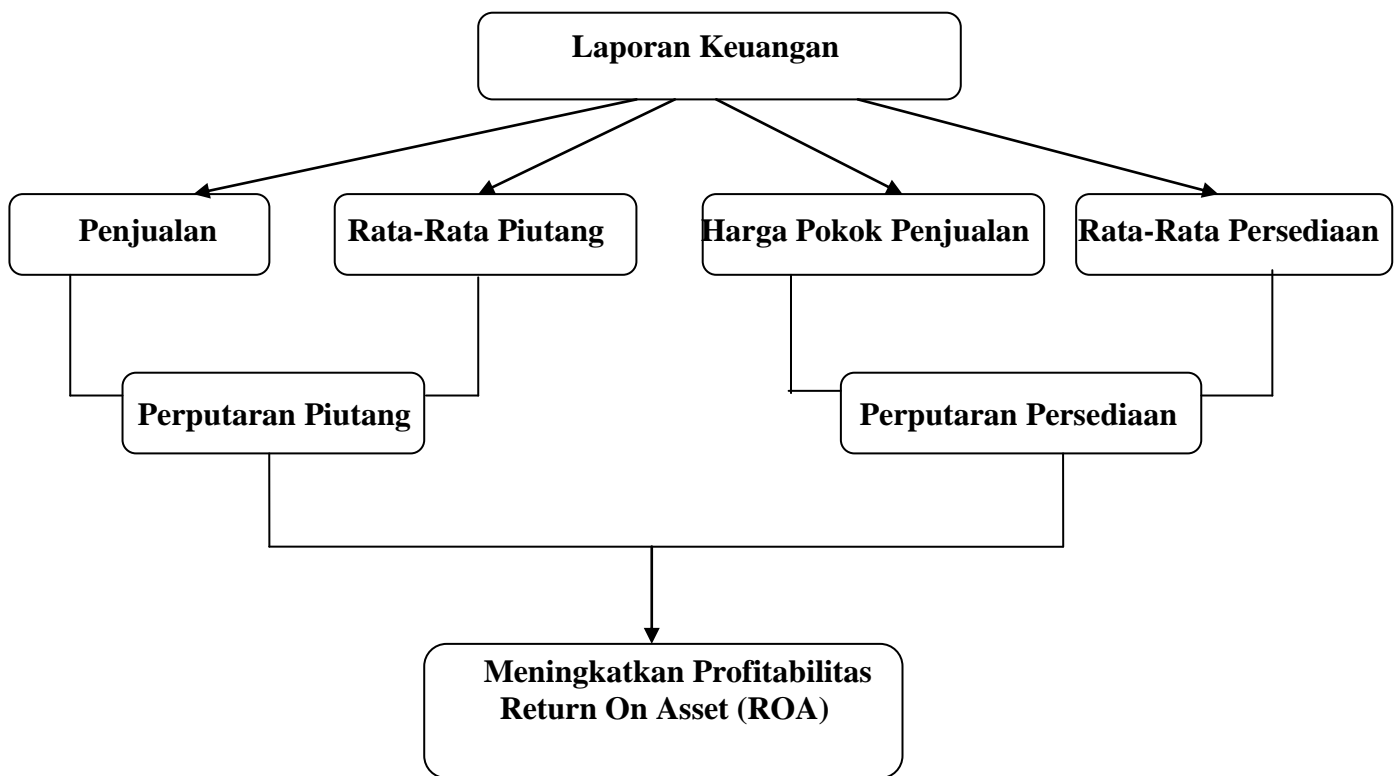 Laporan Keuangan
Penjualan
Rata-Rata Piutang
Harga Pokok Penjualan
Rata-Rata Persediaan
Perputaran Piutang
Perputaran Persediaan
Meningkatkan Profitabilitas
Return On Asset (ROA)